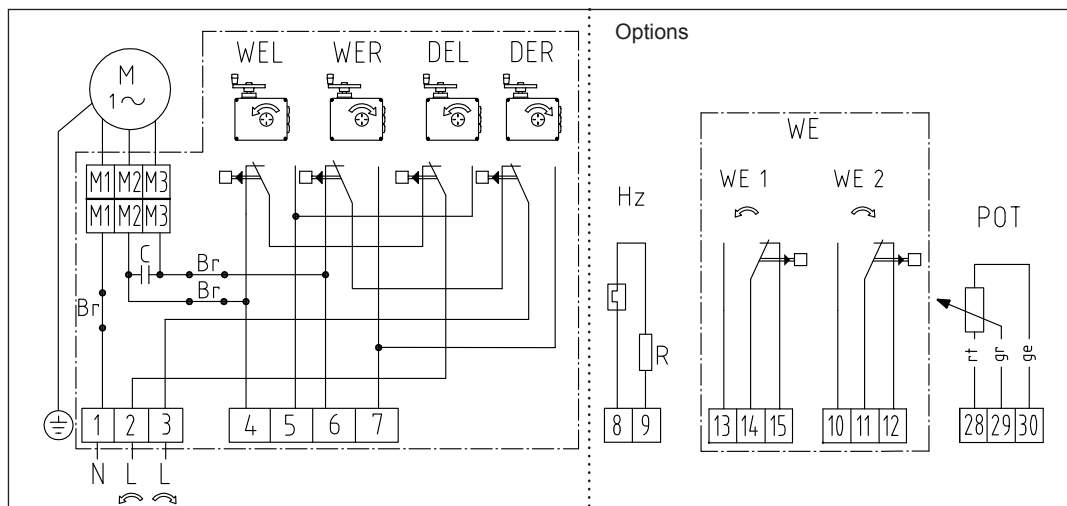 Options
WEL WER DEL DER
M
1~
WE
M1 M2 M3
M1 M2 M3
WE 1 WE 2
Hz
POT
C
Br
Br
Br
R
rt gr ge
1 2 3
4 5 6 7
8 9
13 14 15
10 11 12
28 29 30
N L L